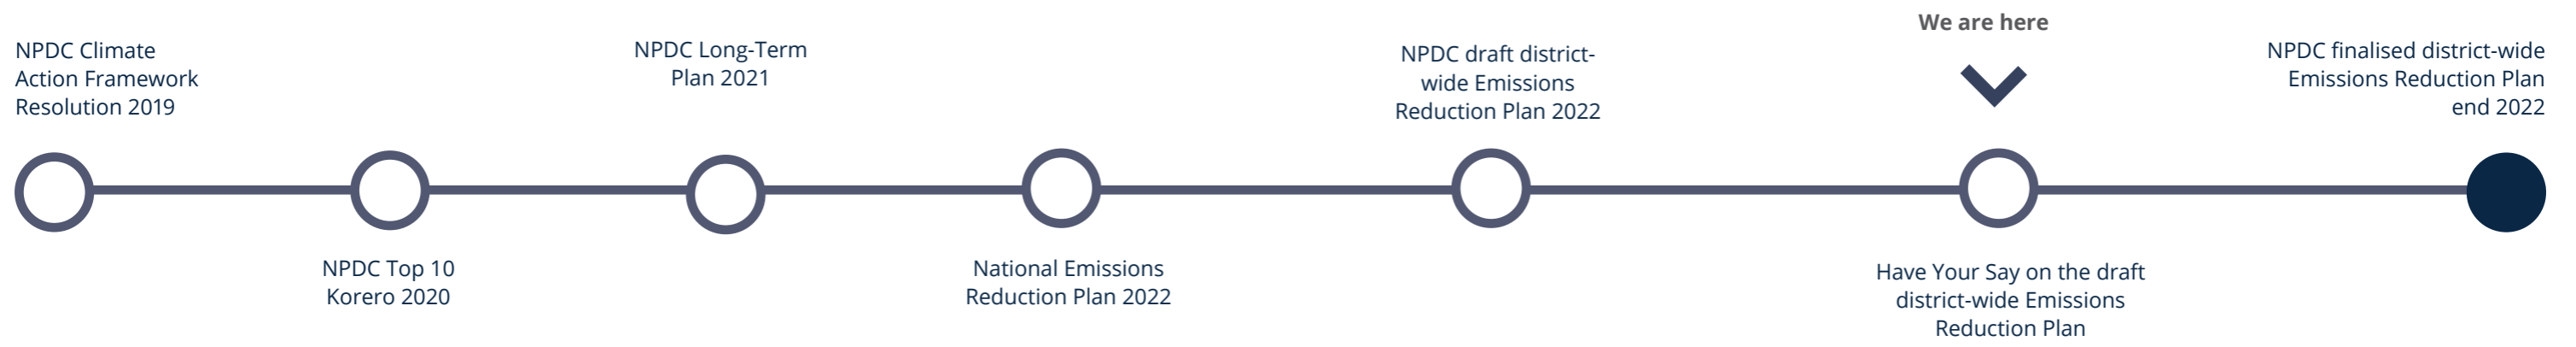 NPDC Climate
Action Framework
Resolution 2019
NPDC Top 10
Korero 2020
NPDC Long-Term
Plan 2021
National Emissions
Reduction Plan 2022
NPDC draft district-
wide Emissions
Reduction Plan 2022
We are here
Have Your Say on the draft
district-wide Emissions
Reduction Plan
NPDC finalised district-wide
Emissions Reduction Plan
end 2022